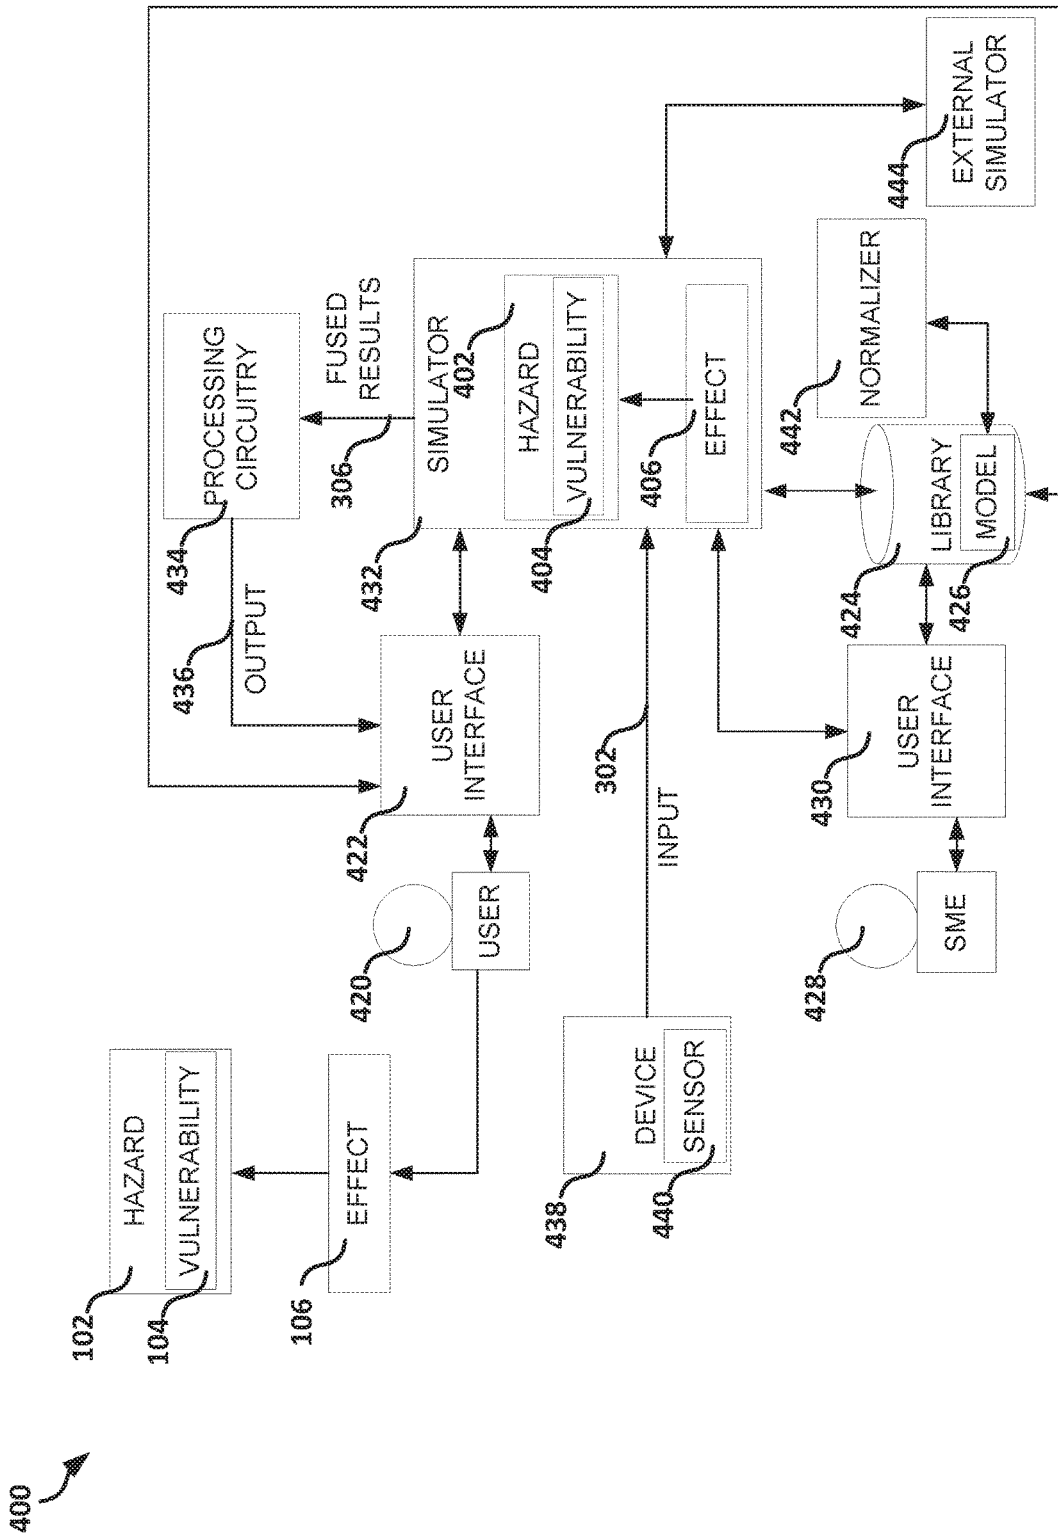 400
102
HAZARD
104
VULNERABILITY
106
EFFECT
420
USER
422
USER
INTERFACE
436
OUTPUT
434
PROCESSING
CIRCUITRY
306
FUSED
RESULTS
432
SIMULATOR
402
HAZARD
404
VULNERABILITY
406
EFFECT
438
DEVICE
440
SENSOR
302
INPUT
428
SME
430
USER
INTERFACE
424
LIBRARY
426
MODEL
442
NORMALIZER
444
EXTERNAL
SIMULATOR